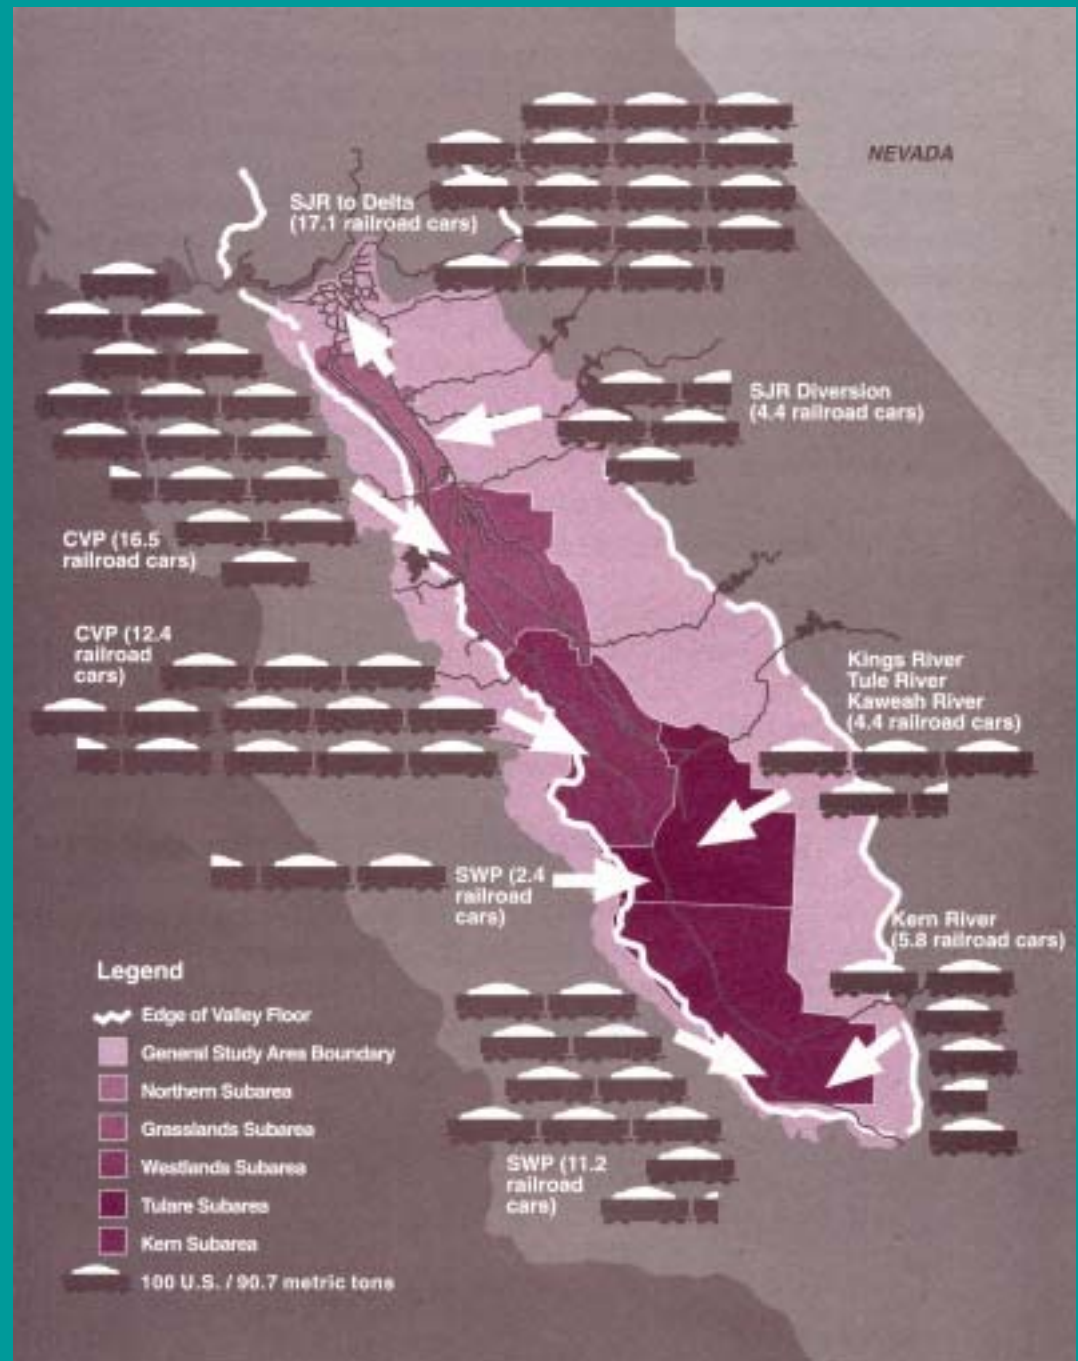 NEVADA
SJR to Delta
(17.1 railroad cars)
SJR Diversion
(4.4 railroad cars)
CVP (16.5
railroad cars)
CVP (12.4
railroad
cars)
Kings River
Tule River
Kaweah River
(4.4 railroad cars)
SWP (2.4
railroad
cars)
Kern River
(5.8 railroad cars)
SWP (11.2
railroad
cars)
Legend
Edge of Valley Floor
General Study Area Boundary
Northern Subarea
Grasslands Subarea
Westlands Subarea
Tulare Subarea
Kern Subarea
100 U.S. / 90.7 metric tons